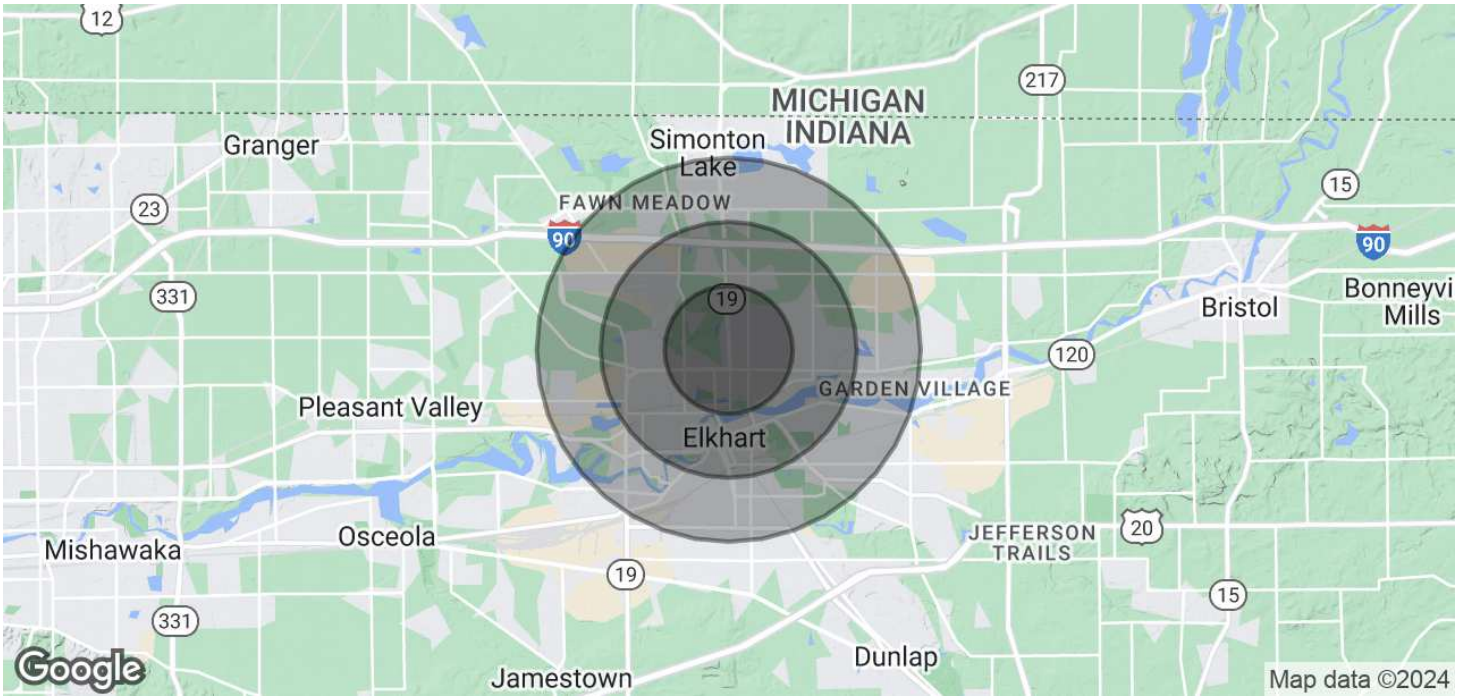 12
217
MICHIGAN
INDIANA
Granger
Simonton
Lake
15
23
FAWN MEADOW
90
90
331
19
Bristol
Bonneyvi
Mills
120
GARDEN VILLAGE
Pleasant Valley
Elkhart
20
JEFFERSON
TRAILS
Osceola
Mishawaka
19
15
331
Dunlap
Google
Jamestown
Map data ©2024